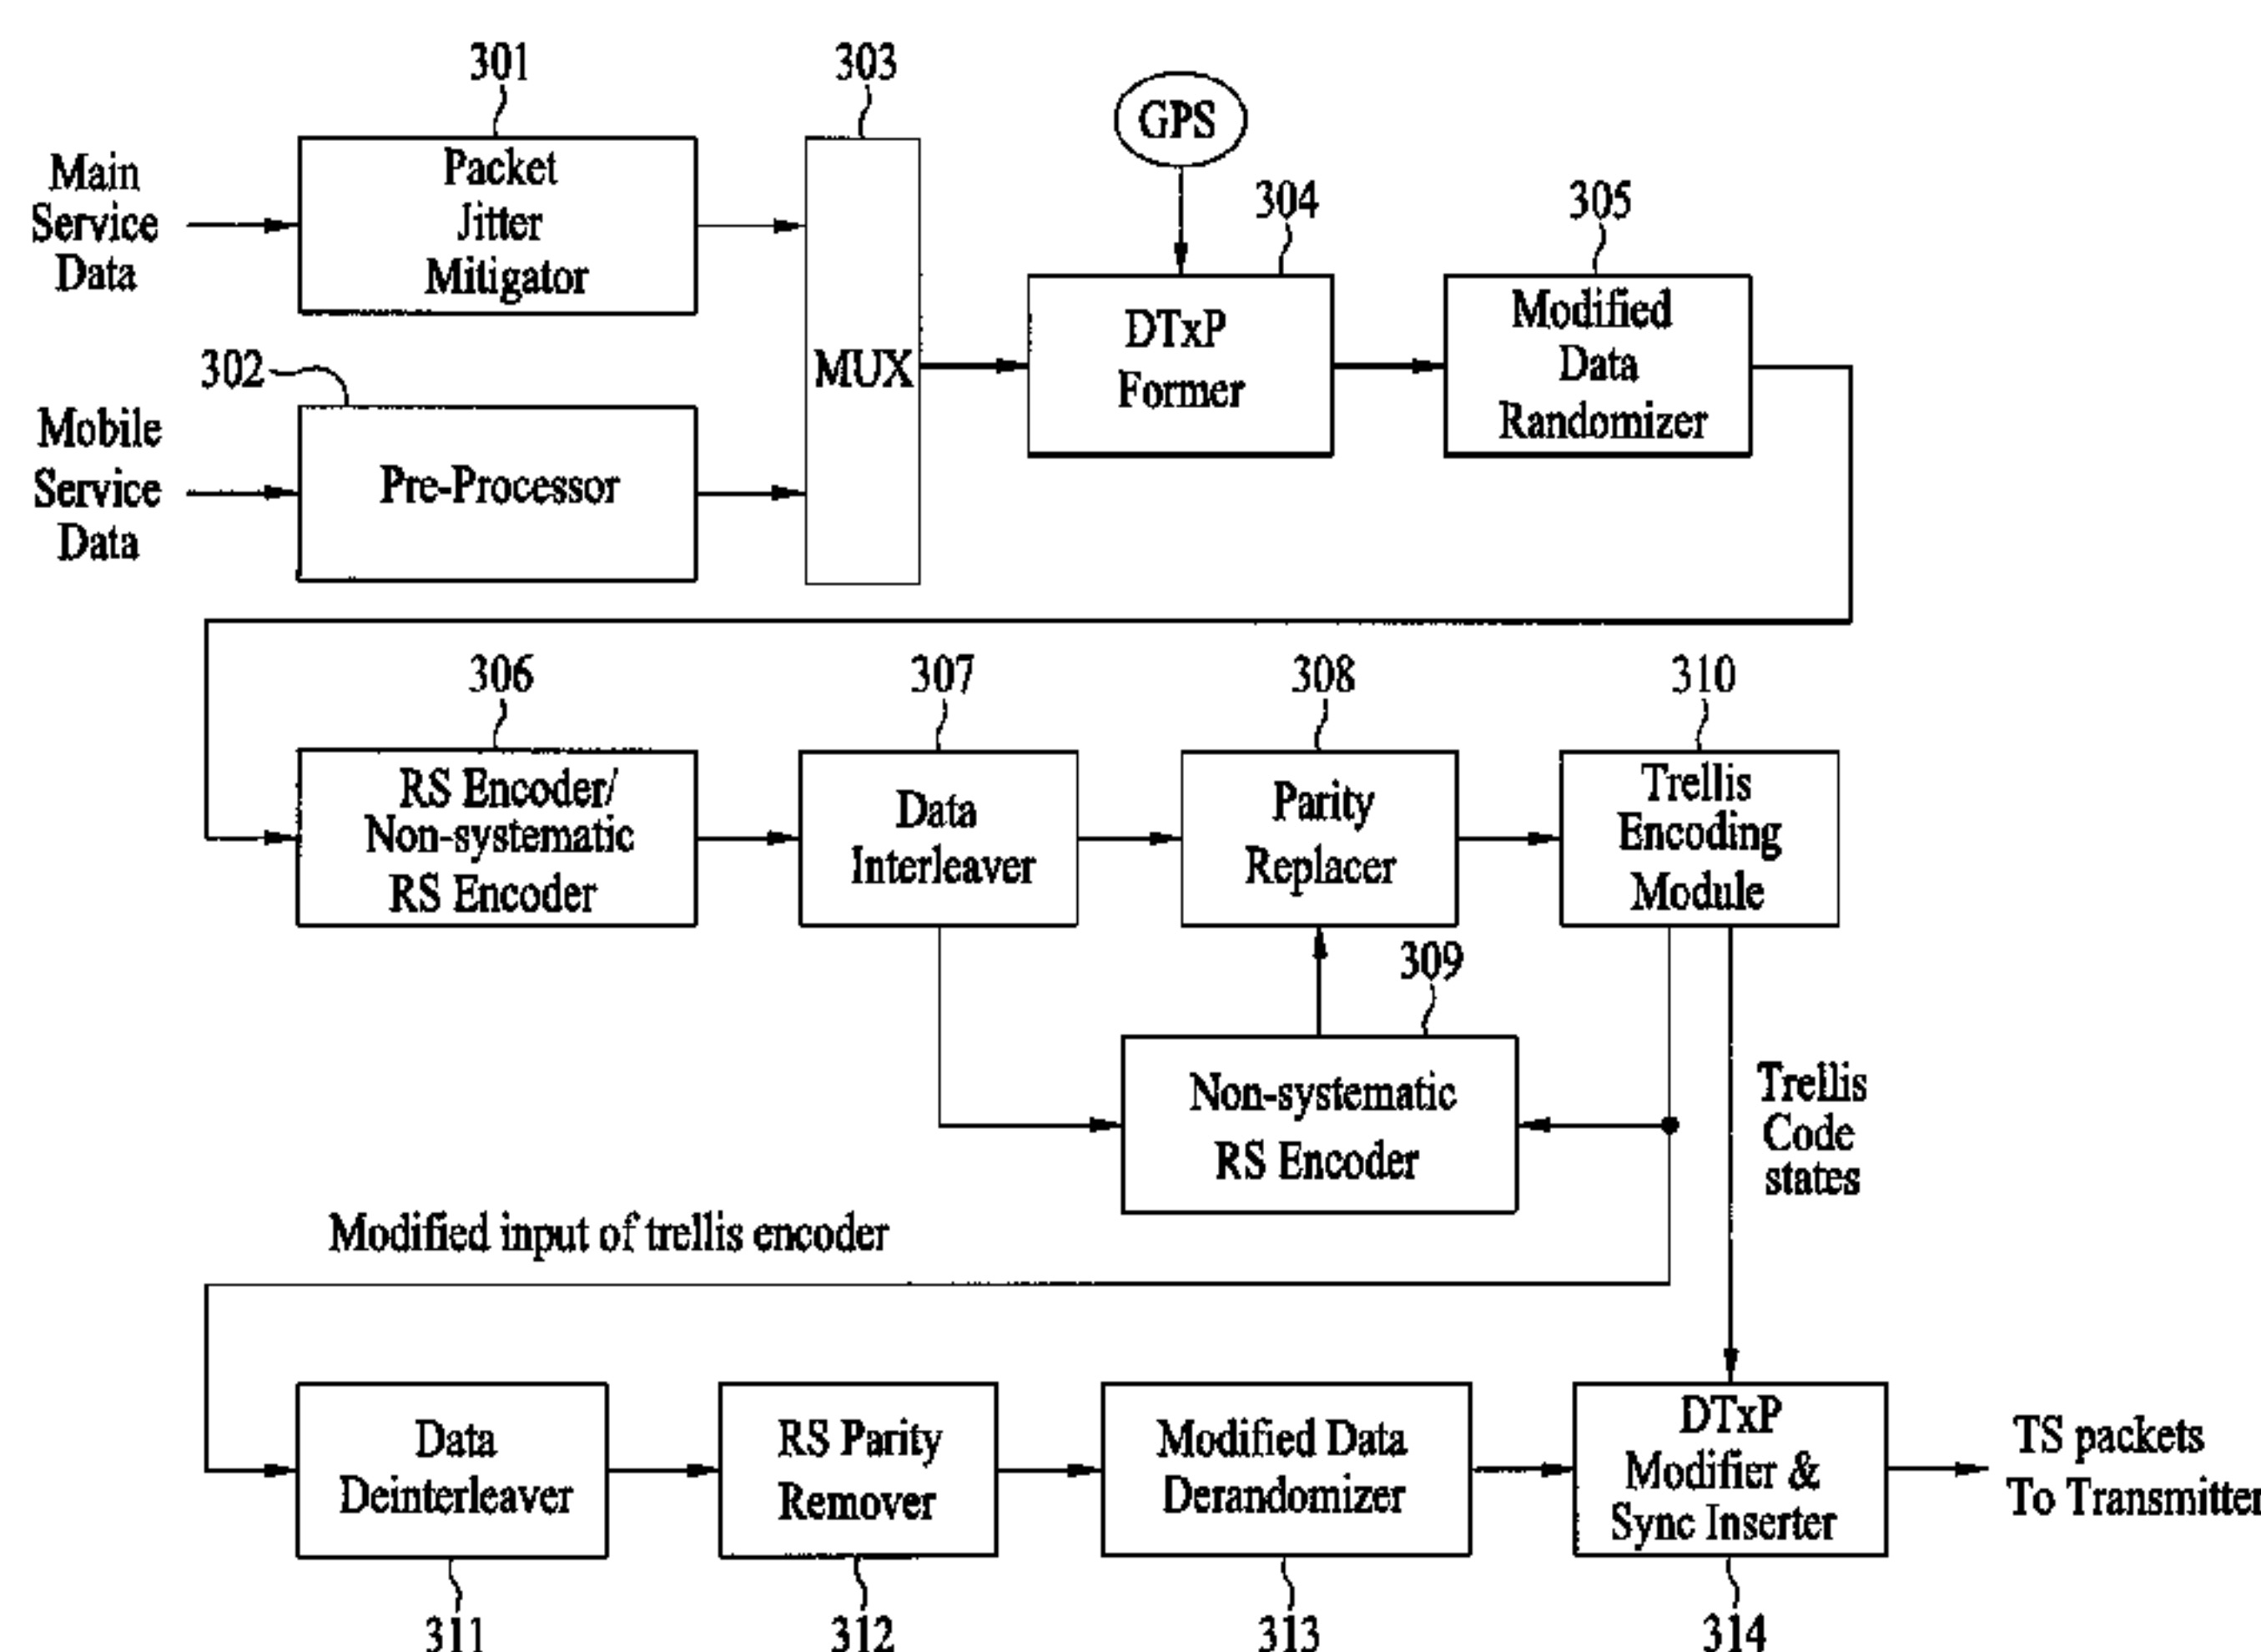 301
303
GPS
Main
Service
Data
Packet
Jitter
Mitigator
304
305
302
MUX
DTxP
Former
Modified
Data
Randomizer
Mobile
Service
Data
Pre-Processor
306
307
308
310
RS Encoder/
Non-systematic
RS Encoder
Data
Interleaver
Parity
Replacer
Trellis
Encoding
Module
309
Non-systematic
RS Encoder
Trellis
Code
states
Modified input of trellis encoder
Data
Deinterleaver
RS Parity
Remover
Modified Data
Derandomizer
DTxP
Modifier &
Sync Inserter
TS packets
To Transmitter
311
312
313
314